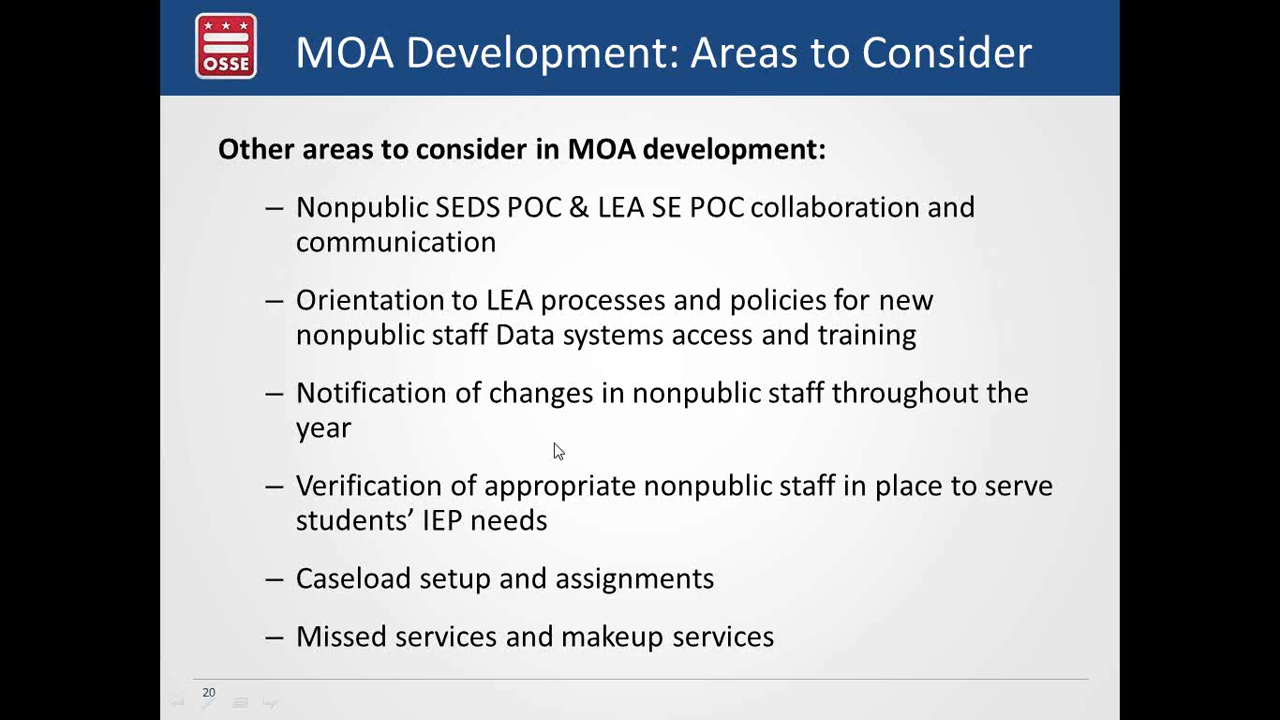 OSSE
MOA Development: Areas to Consider
Other areas to consider in MOA development:
– Nonpublic SEDS POC & LEA SE POC collaboration and
communication
– Orientation to LEA processes and policies for new
nonpublic staff Data systems access and training
– Notification of changes in nonpublic staff throughout the
year
– Verification of appropriate nonpublic staff in place to serve
students’ IEP needs
– Caseload setup and assignments
– Missed services and makeup services
20